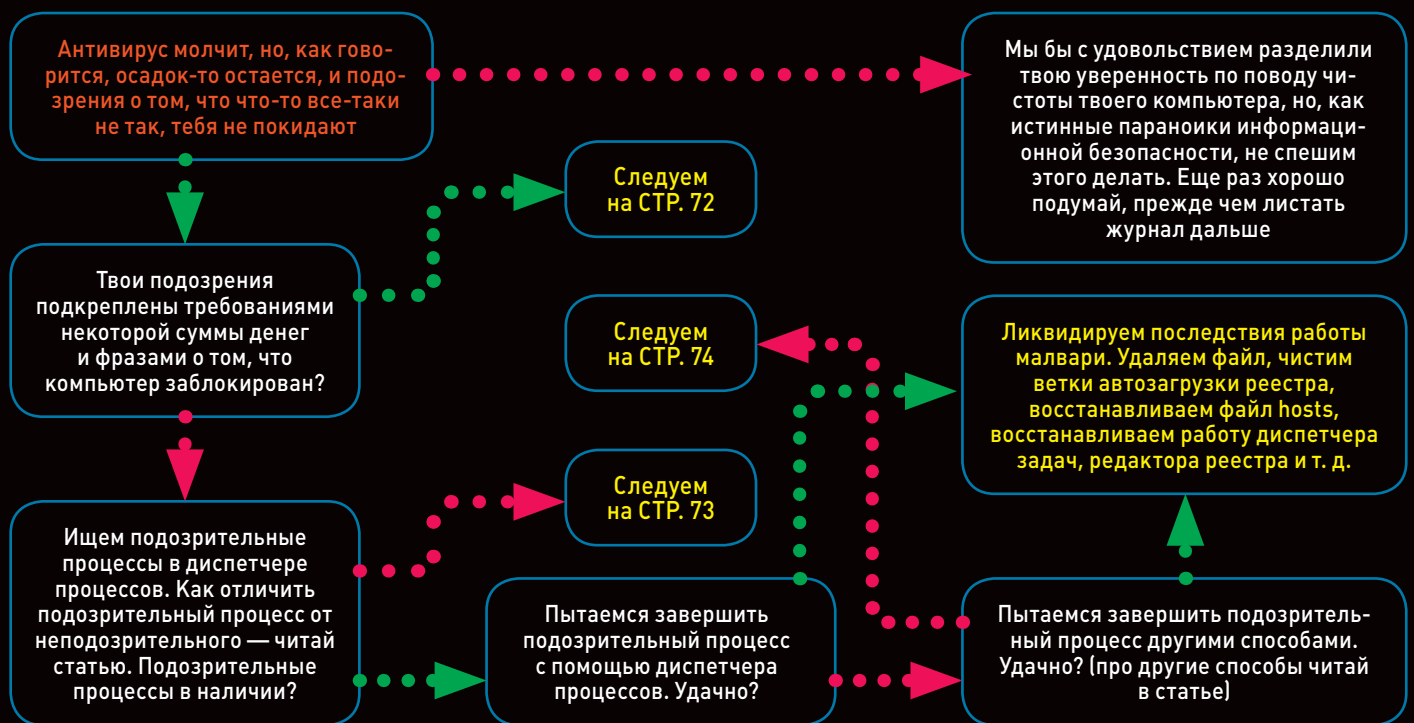 Антивирус молчит, но, как гово-
рится, осадок-то остается, и подо-
зрения о том, что что-то все-таки
не так, тебя не покидают
Мы бы с удовольствием разделили
твою уверенность по поводу чи-
стоты твоего компьютера, но, как
истинные параноики информаци-
онной безопасности, не спешим
этого делать. Еще раз хорошо
подумай, прежде чем листать
журнал дальше
Следуем
на СТР. 72
Твои подозрения
подкреплены требованиями
некоторой суммы денег
и фразами о том, что
компьютер заблокирован?
Следуем
на СТР. 74
Ликвидируем последствия работы
малвари. Удаляем файл, чистим
ветки автозагрузки реестра,
восстанавливаем файл hosts,
восстанавливаем работу диспетчера
задач, редактора реестра и т. д.
Следуем
на СТР. 73
Ищем подозрительные
процессы в диспетчере
процессов. Как отличить
подозрительный процесс от
неподозрительного — читай
статью. Подозрительные
процессы в наличии?
Пытаемся завершить
подозрительный процесс
с помощью диспетчера
процессов. Удачно?
Пытаемся завершить подозритель-
ный процесс другими способами.
Удачно? (про другие способы читай
в статье)